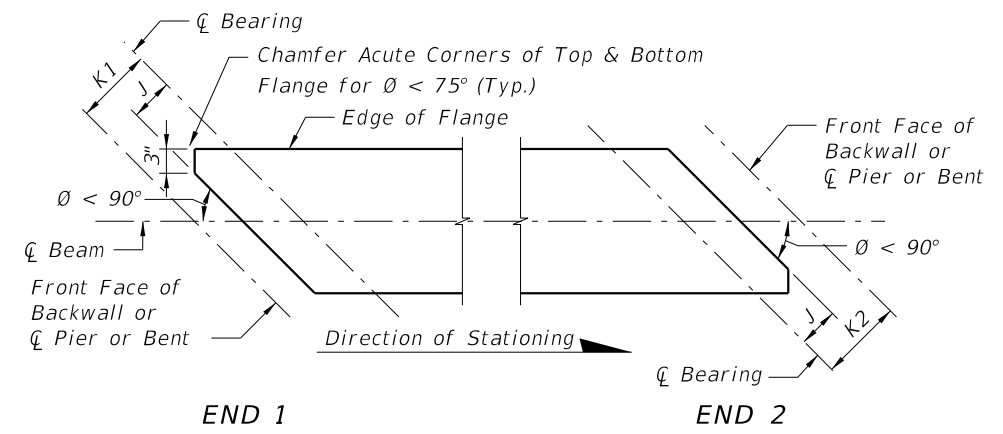 ℄ Bearing
Chamfer Acute Corners of Top & Bottom
Flange for Ø < 75° (Typ.)
K1
J
Edge of Flange
3"
Front Face of
Backwall or
℄ Pier or Bent
Ø < 90°
℄ Beam
Ø < 90°
Front Face of
Backwall or
℄ Pier or Bent
Direction of Stationing
J
K2
℄ Bearing
END 1
END 2